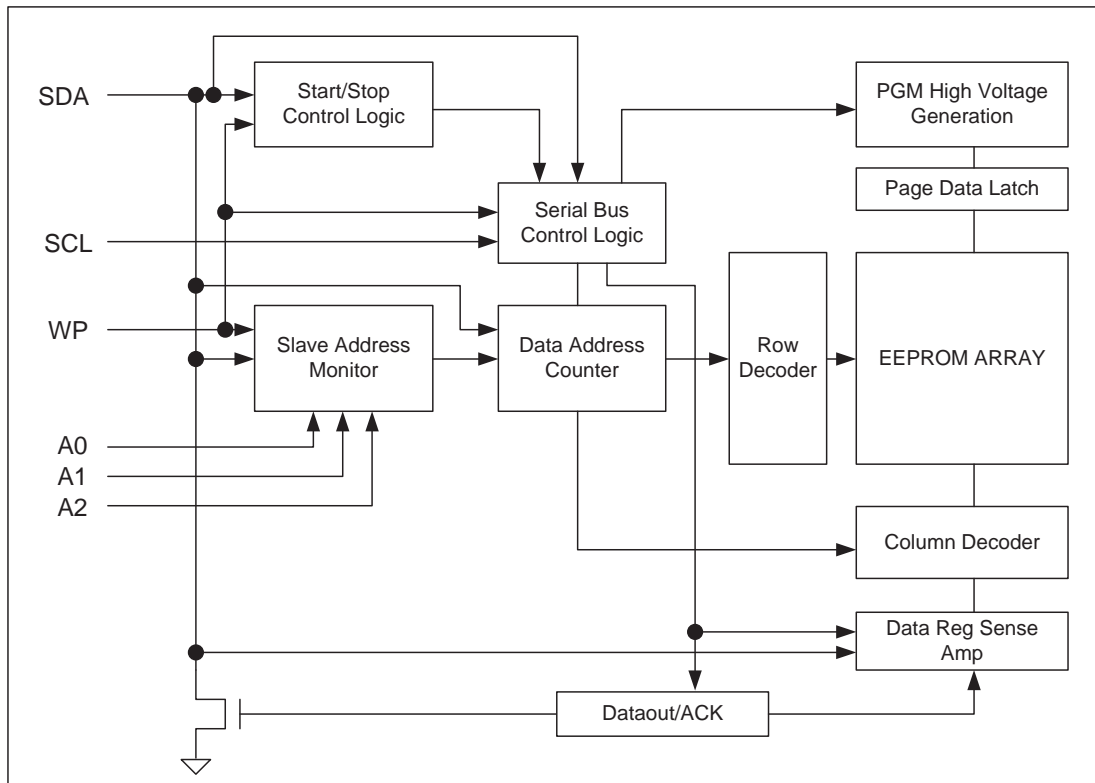 SDA
Start/Stop
Control Logic
PGM High Voltage
Generation
Page Data Latch
Serial Bus
Control Logic
SCL
WP
Slave Address
Monitor
Data Address
Counter
Row
Decoder
EEPROM ARRAY
A0
A1
A2
Column Decoder
Data Reg Sense
Amp
Dataout/ACK